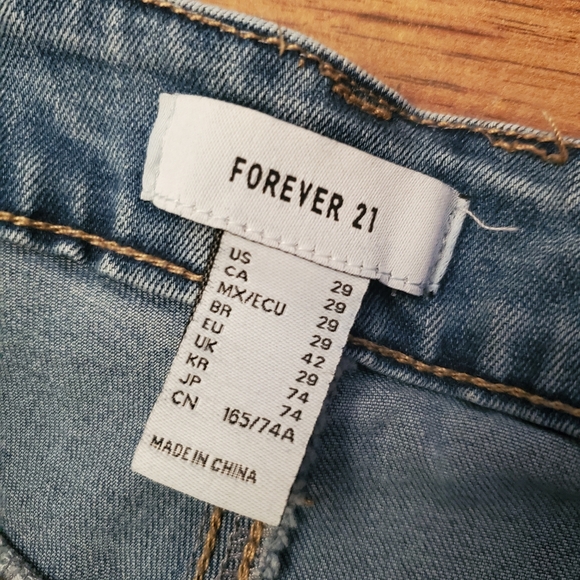 FOREVER 21
US 29
CA 29
MX/ECU 29
BR 29
EU 42
UK 29
KR 74
JP 74
CN 165/74A
MADE IN CHINA